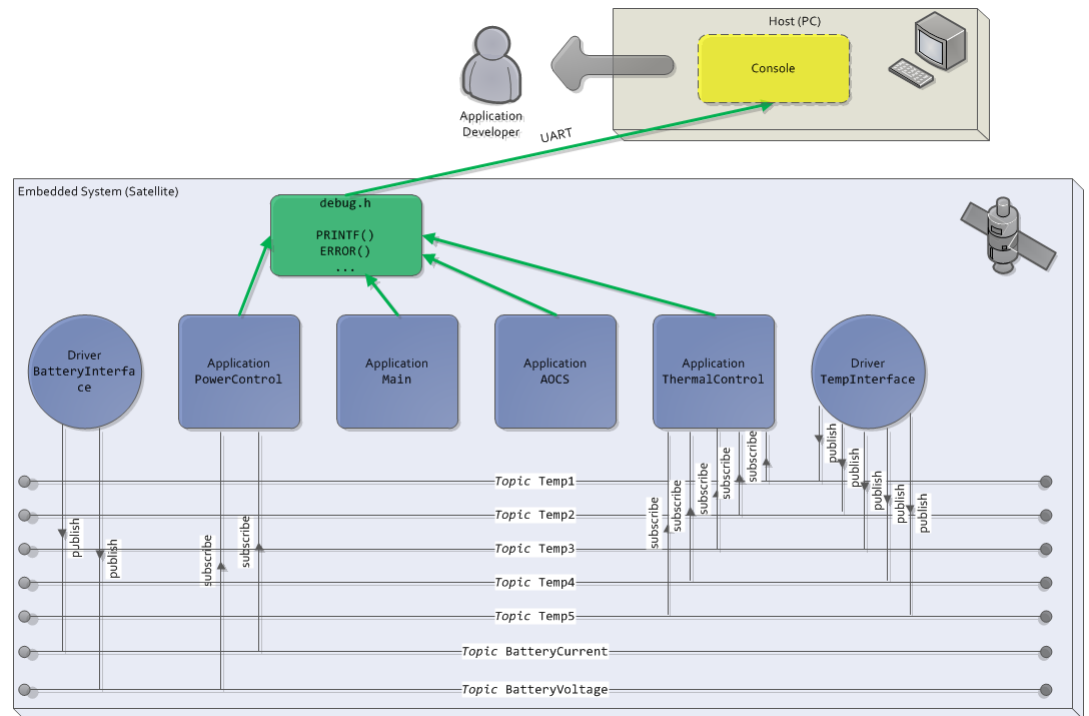 Host (PC)
Console
Application
Developer
UART
Embedded System (Satellite)
debug.h
PRINTF()
ERROR()
...
Driver
BatteryInterfa
ce
Application
PowerControl
Application
Main
Application
AOCS
Application
ThermalControl
Driver
TempInterface
publish
publish
subscribe
subscribe
subscribe
subscribe
subscribe
subscribe
subscribe
publish
publish
publish
publish
publish
Topic Temp1
Topic Temp2
Topic Temp3
Topic Temp4
Topic Temp5
Topic BatteryCurrent
Topic BatteryVoltage